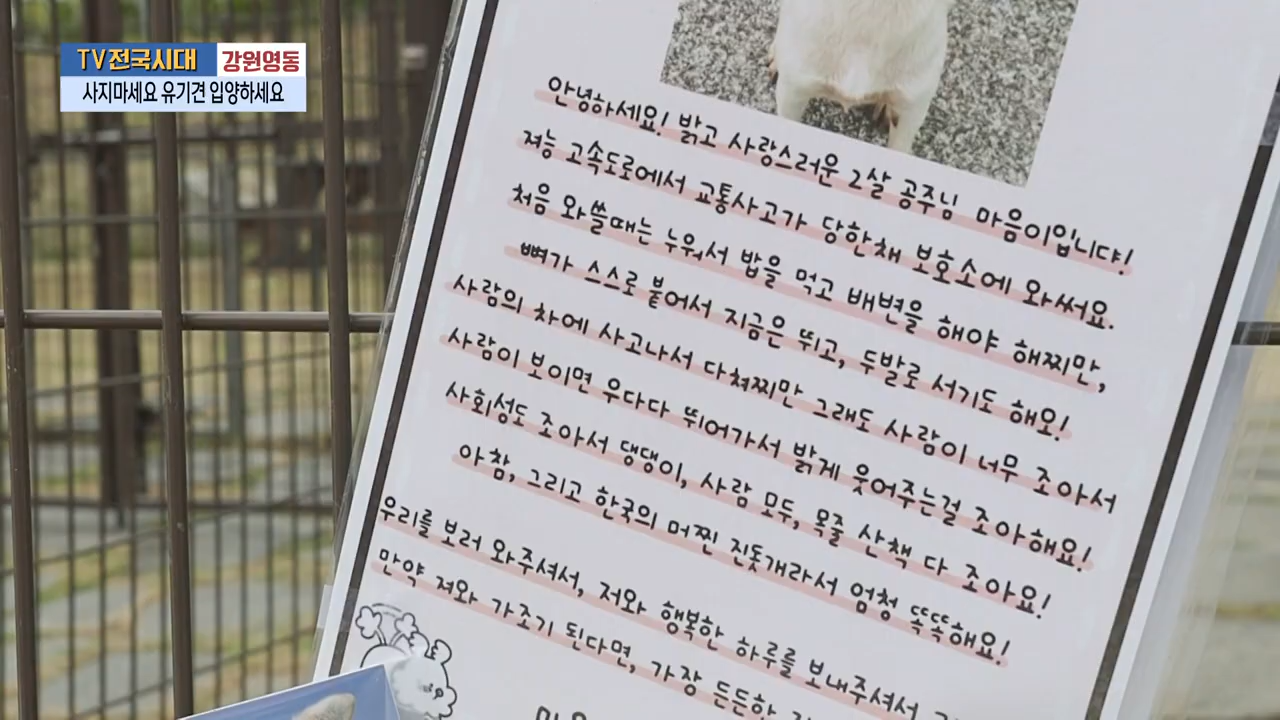 TV전국시대 강원영동
사지마세요 유기견 입양하세요
안녕하세요! 밝고 사랑스러운 2살 공주님 마음이입니댜!
져능 고속도로에서 교통사고가 당한채 보호소에 와써요.
처음 와쓸때는 누워서 밥을 먹고 배변을 해야 해찌만,
뼈가 스스로 붙어서 지금은 뛰고, 두발로 서기도 해요!
사람의 차에 사고나서 다쳐찌만 그래도 사람이 너무 조아서
사람이 보이면 우다다 뛰어가서 밝게 웃어주는걸 조아해요!
사회성도 조아서 댕댕이, 사람 모두, 목줄 산책 다 조아요!
아참, 그리고 한국의 머찐 진돗개라서 엄청 똑똑해요!
우리를 보러 와주셔서, 저와 행복한 하루를 보내주셔서
만약 져와 가조기 된다면, 가장 든든한